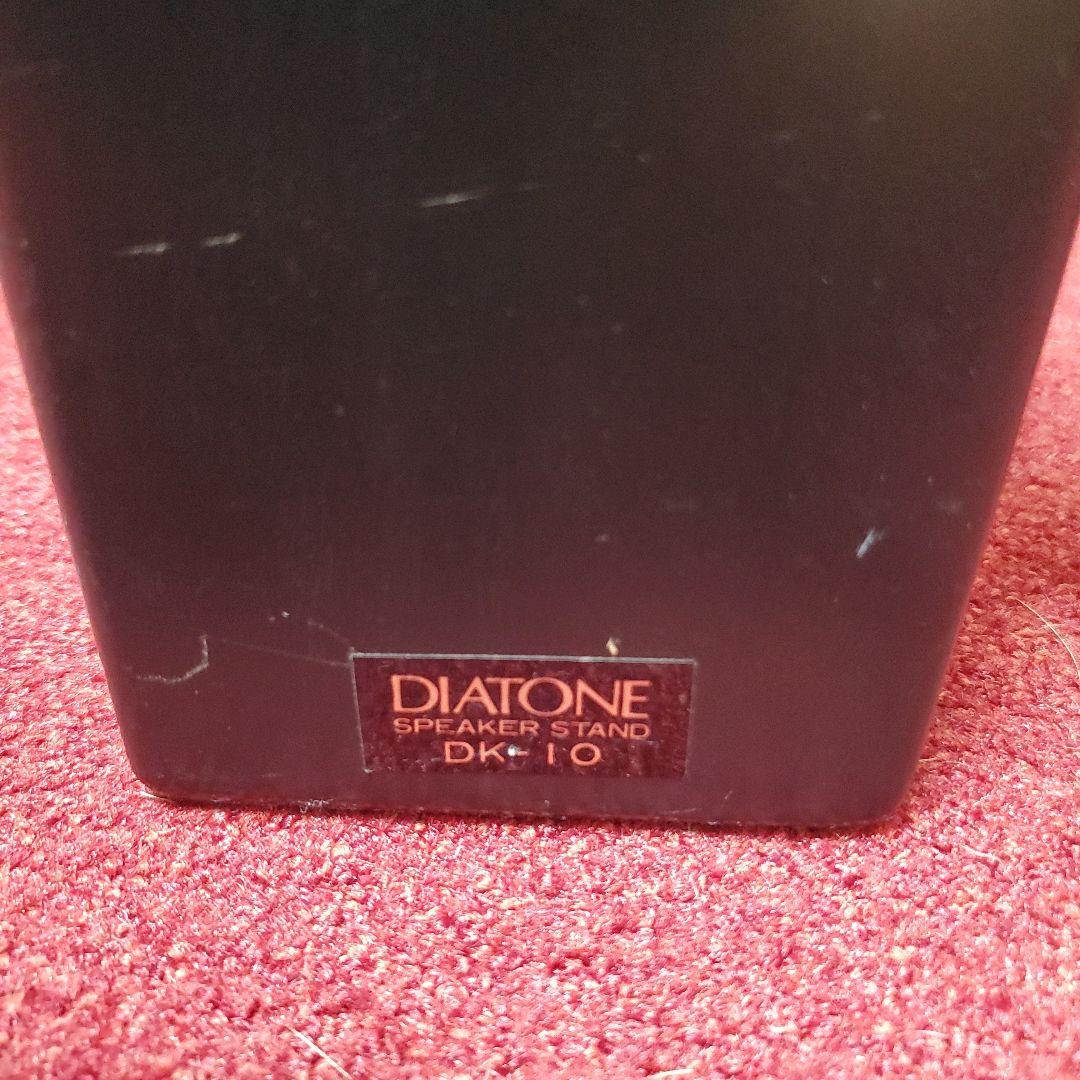 DIATONE
SPEAKER STAND
DK-10